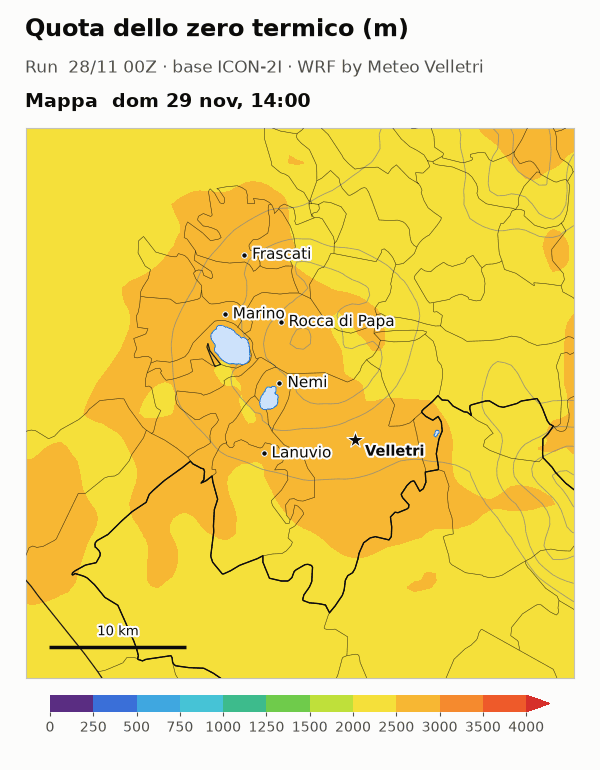 Quota dello zero termico (m)
Run  28/11 00Z · base ICON-2I · WRF by Meteo Velletri
Mappa  dom 29 nov, 14:00
Frascati
Marino
Rocca di Papa
Nemi
Velletri
Lanuvio
10 km
0 250 500 750 1000 1250 1500 2000 2500 3000 3500 4000